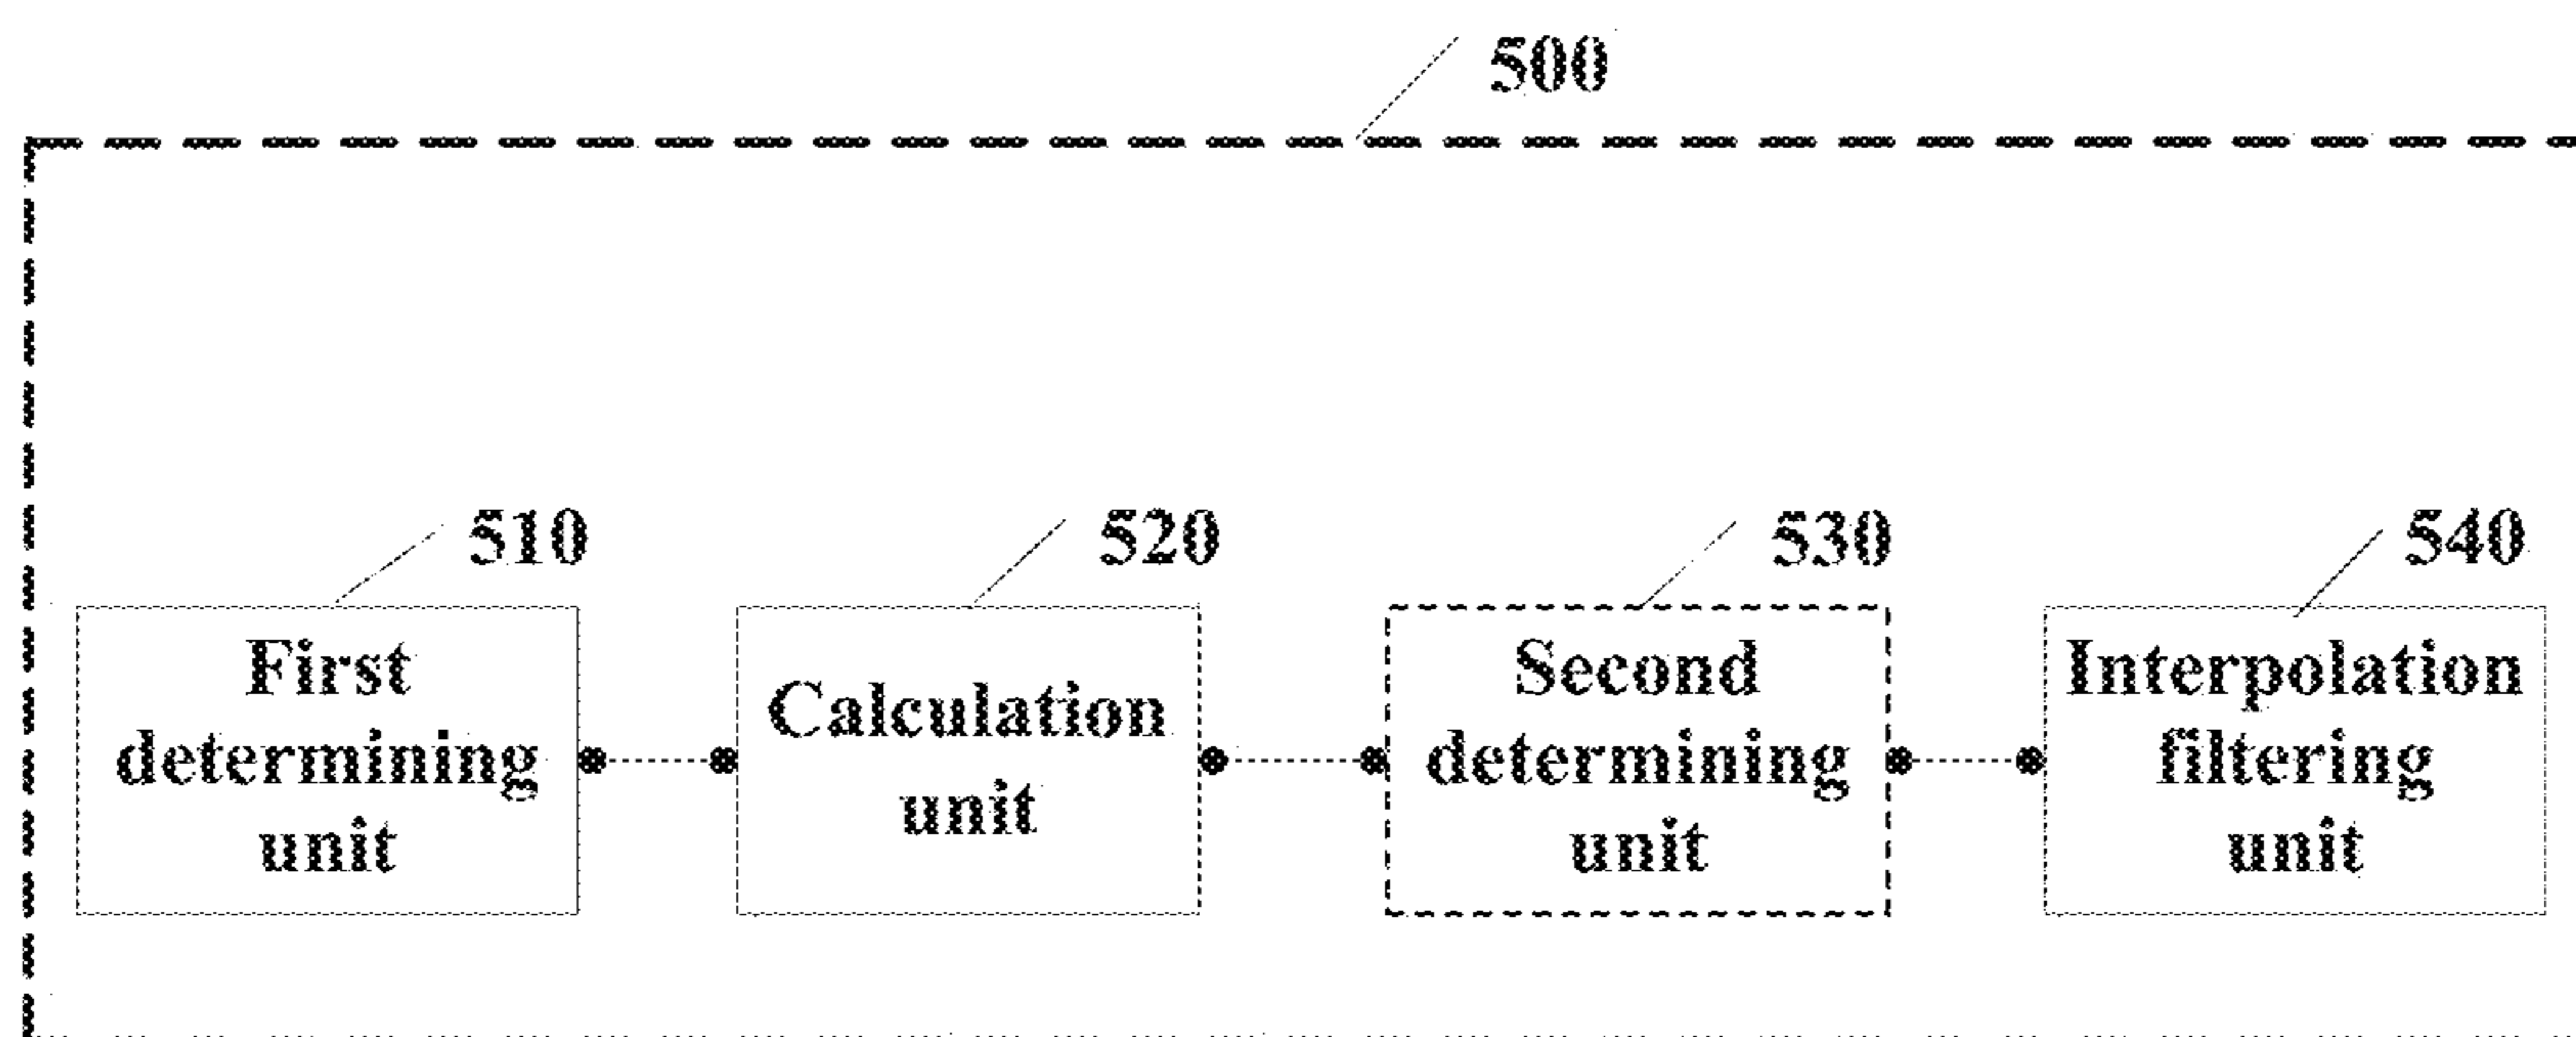 500
510
First
determining
unit
520
Calculation
unit
530
Second
determining
unit
540
Interpolation
filtering
unit